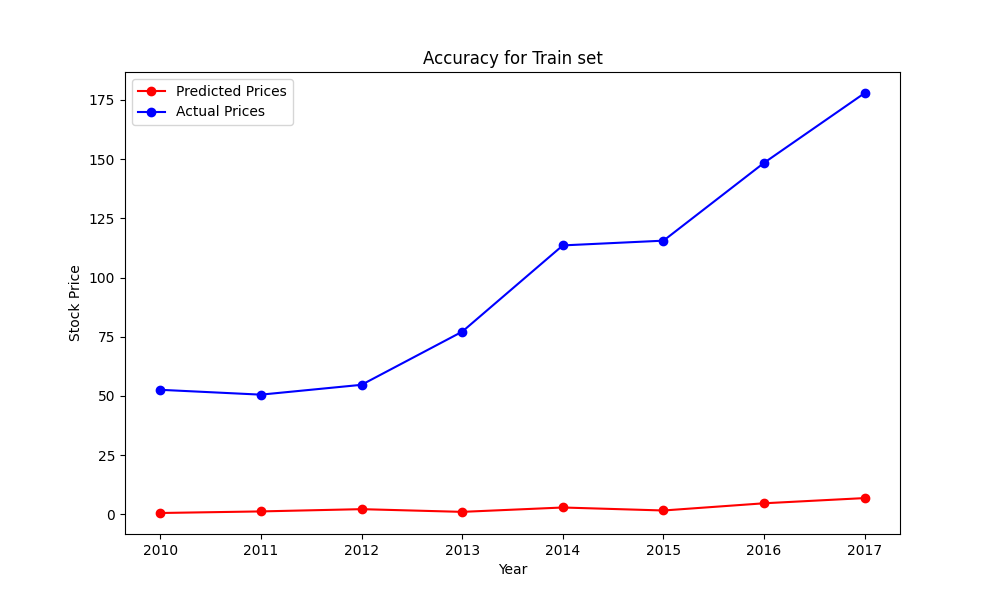 Accuracy for Train set
Predicted Prices
Actual Prices
175
150
125
100
75
50
25
0
Stock Price
2010 2011 2012 2013 2014 2015 2016 2017
Year